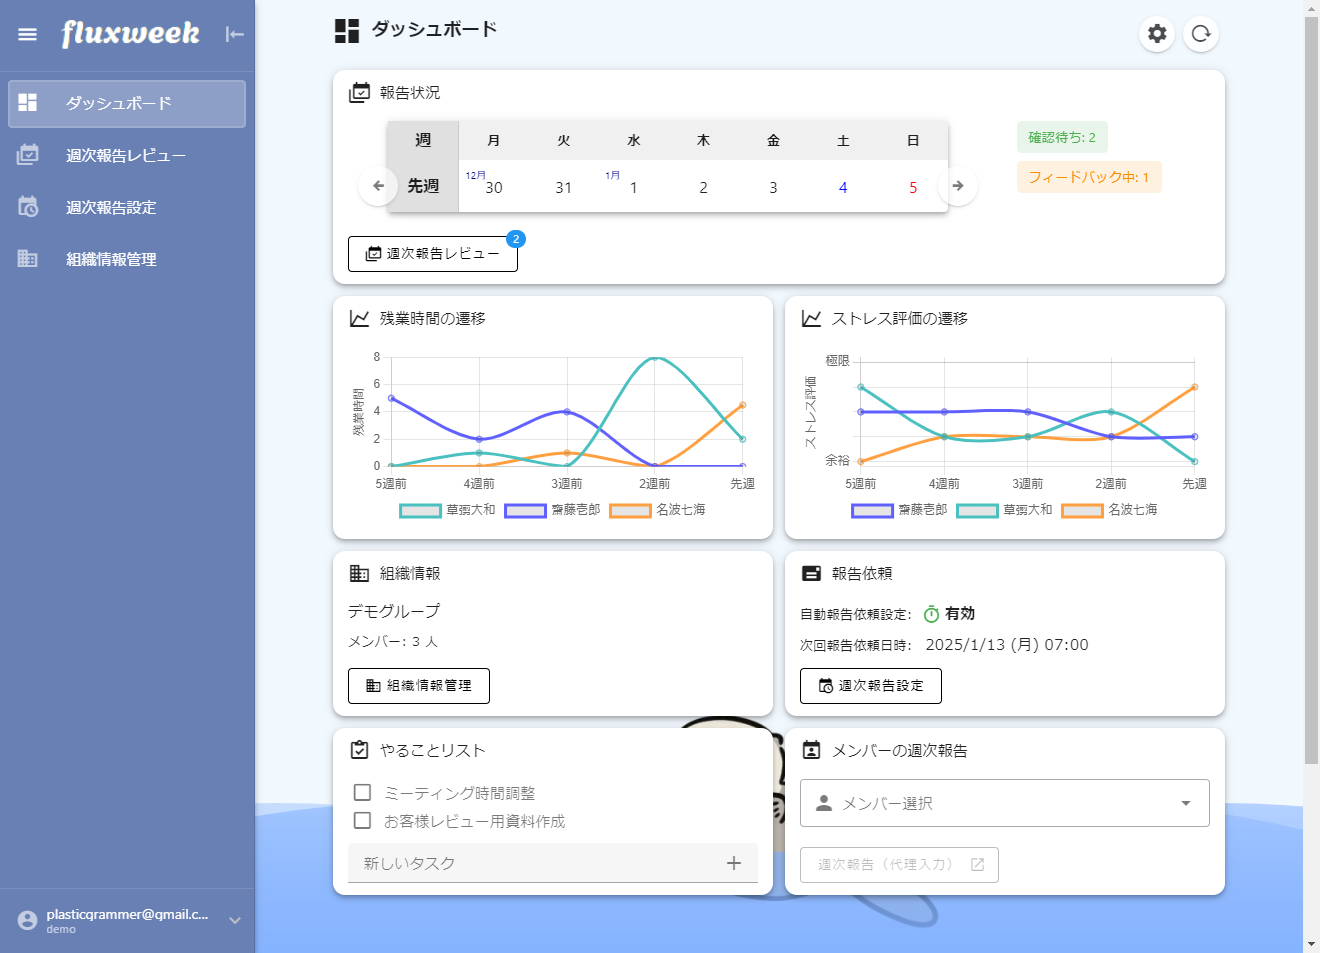 fluxweek
ダッシュボード
週次報告レビュー
週次報告設定
組織情報管理
plasticgrammer@gmail.c...
demo
ダッシュボード
報告状況
週 月 火 水 木 金 土 日
先週 12月 30 31 1月 1 2 3 4 5
確認待ち: 2
フィードバック中: 1
週次報告レビュー 2
残業時間の遷移
残業時間
8
6
4
2
0
5週前 4週前 3週前 2週前 先週
草彅大和 齋藤壱郎 名波七海
ストレス評価の遷移
ストレス評価
極限
余裕
5週前 4週前 3週前 2週前 先週
齋藤壱郎 草彅大和 名波七海
組織情報
デモグループ
メンバー: 3 人
組織情報管理
報告依頼
自動報告依頼設定: 有効
次回報告依頼日時: 2025/1/13 (月) 07:00
週次報告設定
やることリスト
ミーティング時間調整
お客様レビュー用資料作成
新しいタスク
メンバーの週次報告
メンバー選択
週次報告（代理入力）